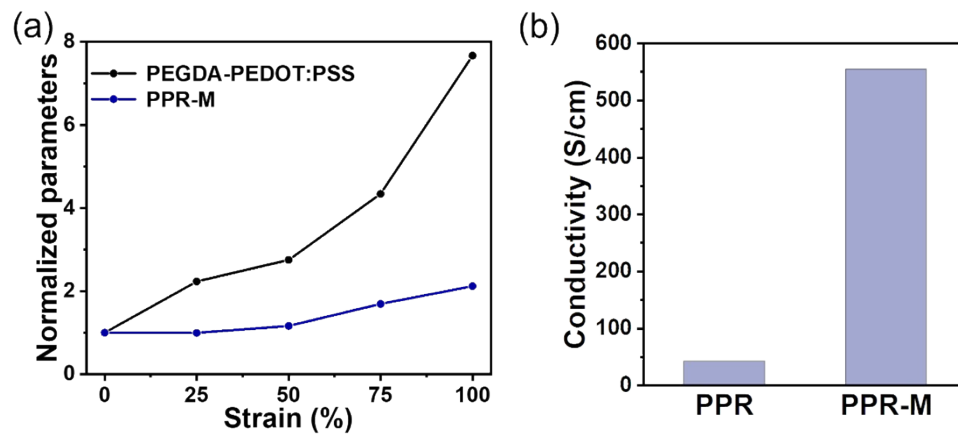 (a)
Normalized parameters
8
6
4
2
0
PEGDA-PEDOT:PSS
PPR-M
0 25 50 75 100
Strain (%)
(b)
Conductivity (S/cm)
600
500
400
300
200
100
0
PPR PPR-M